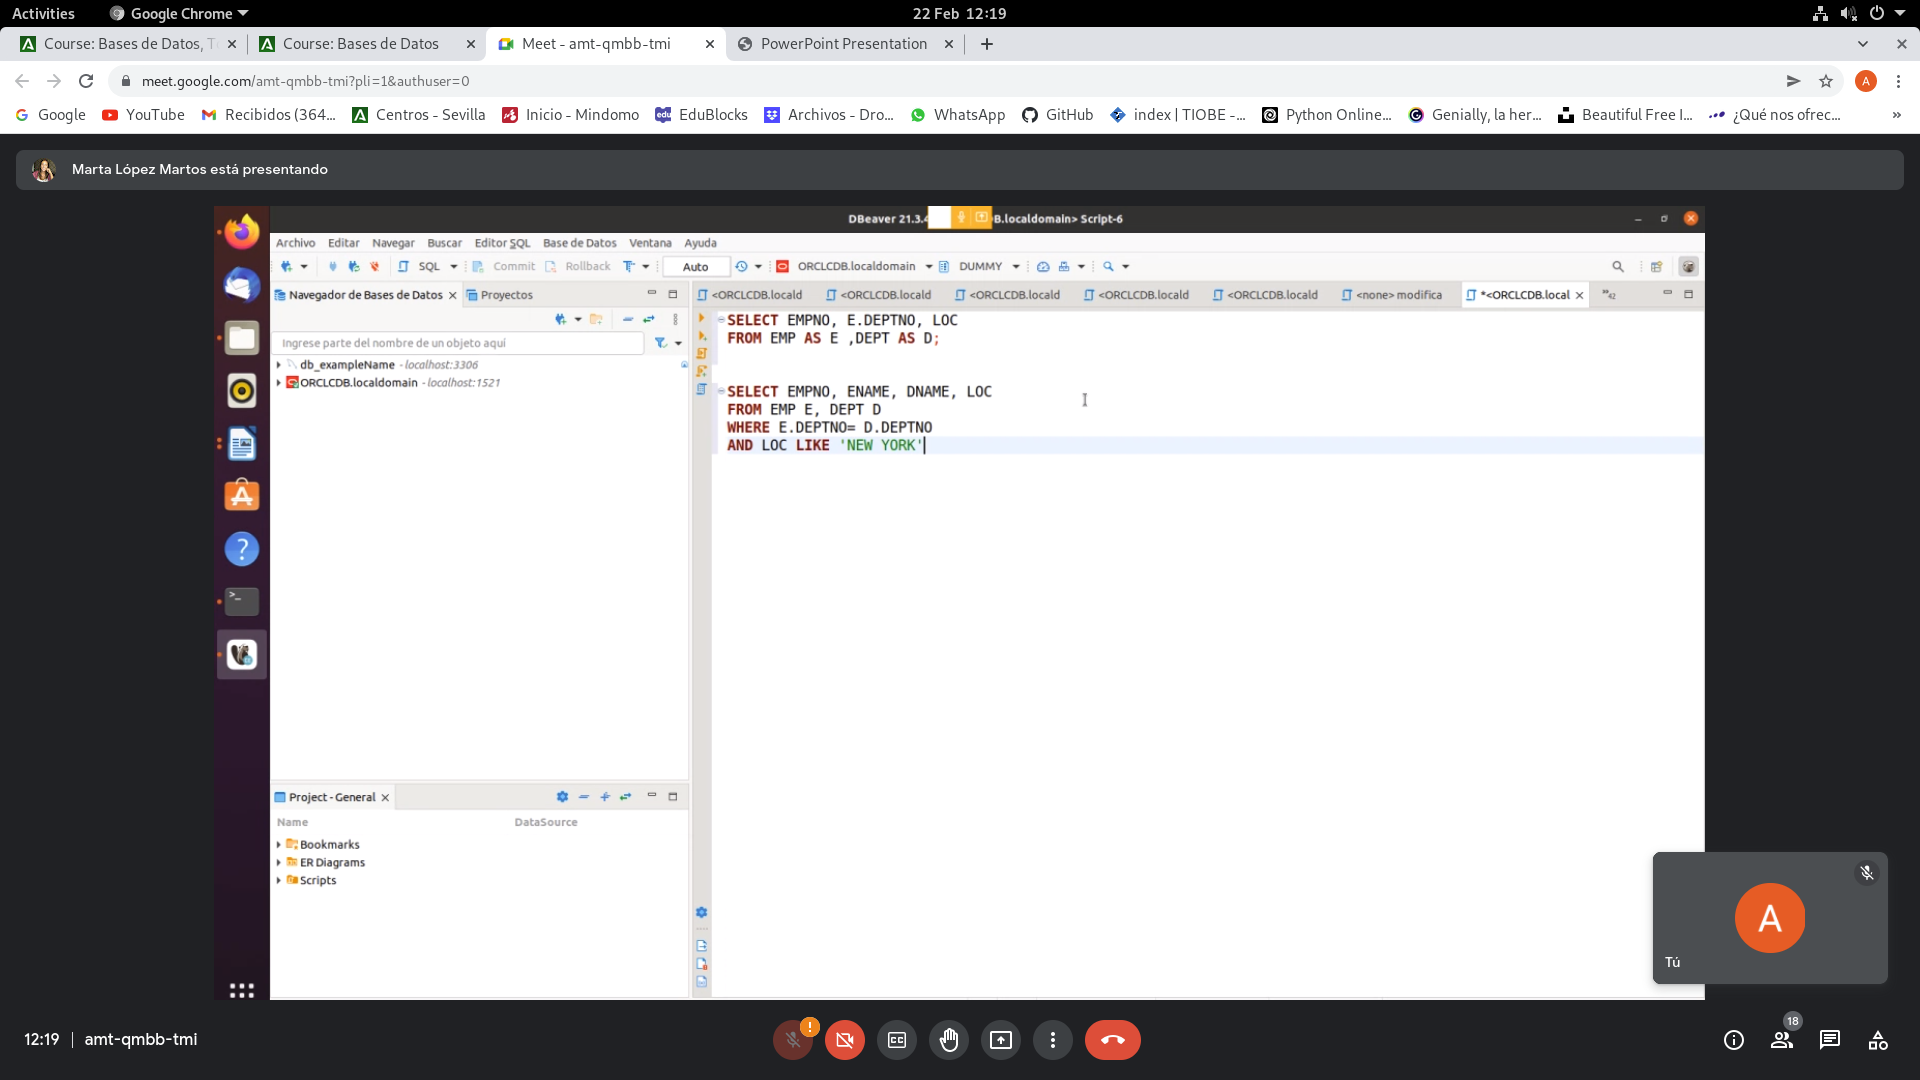 Activities Google Chrome 22 Feb 12:19
Course: Bases de Datos, T Course: Bases de Datos Meet - amt-qmbb-tmi PowerPoint Presentation
meet.google.com/amt-qmbb-tmi?pli=1&authuser=0 A
Google YouTube Recibidos (364... Centros - Sevilla Inicio - Mindomo EduBlocks Archivos - Dro... WhatsApp GitHub index | TIOBE -... Python Online... Genially, la her... Beautiful Free I... ¿Qué nos ofrec... »
Marta López Martos está presentando
DBeaver 21.3.4 B.localdomain> Script-6
Archivo Editar Navegar Buscar Editor SQL Base de Datos Ventana Ayuda
SQL Commit Rollback Auto ORCLCDB.localdomain DUMMY
Navegador de Bases de Datos Proyectos <ORCLCDB.locald <ORCLCDB.locald <ORCLCDB.locald <ORCLCDB.locald <ORCLCDB.locald <none> modifica *<ORCLCDB.local »42
Ingrese parte del nombre de un objeto aquí
db_exampleName - localhost:3306
ORCLCDB.localdomain - localhost:1521
SELECT EMPNO, E.DEPTNO, LOC
FROM EMP AS E ,DEPT AS D;
SELECT EMPNO, ENAME, DNAME, LOC
FROM EMP E, DEPT D
WHERE E.DEPTNO= D.DEPTNO
AND LOC LIKE 'NEW YORK'
Project - General
Name DataSource
Bookmarks
ER Diagrams
Scripts
A
Tú
12:19 | amt-qmbb-tmi
18